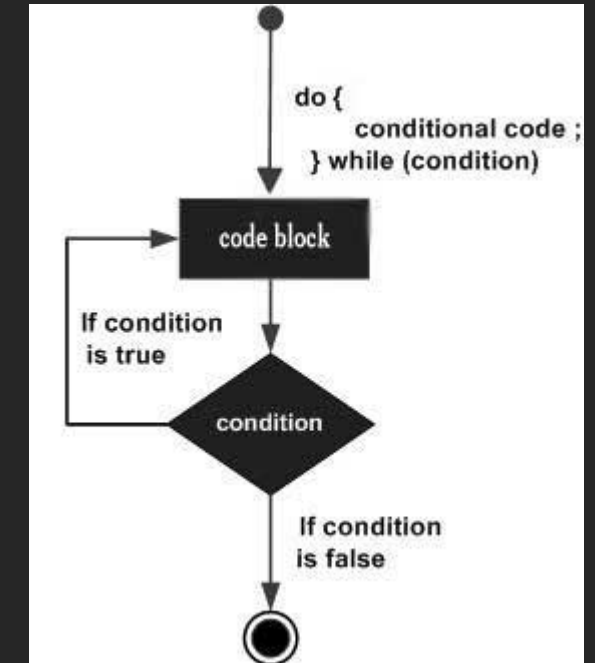 do {
conditional code ;
} while (condition)
code block
If condition
is true
condition
If condition
is false